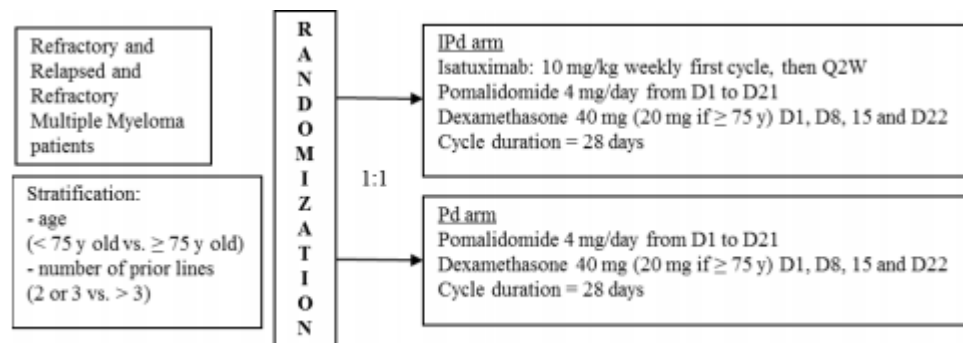 Refractory and
Relapsed and
Refractory
Multiple Myeloma
patients
Stratification:
- age
(< 75 y old vs. ≥ 75 y old)
- number of prior lines
(2 or 3 vs. > 3)
R
A
N
D
O
M
I
Z
A
T
I
O
N
1:1
IPd arm
Isatuximab: 10 mg/kg weekly first cycle, then Q2W
Pomalidomide 4 mg/day from D1 to D21
Dexamethasone 40 mg (20 mg if ≥ 75 y) D1, D8, 15 and D22
Cycle duration = 28 days
Pd arm
Pomalidomide 4 mg/day from D1 to D21
Dexamethasone 40 mg (20 mg if ≥ 75 y) D1, D8, 15 and D22
Cycle duration = 28 days